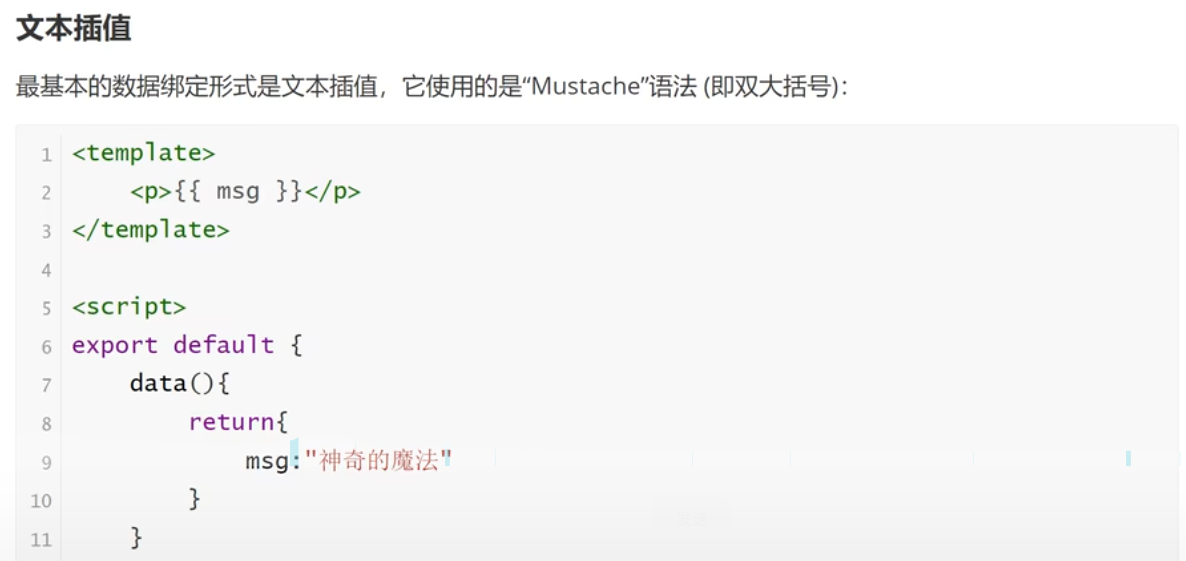 文本插值
最基本的数据绑定形式是文本插值，它使用的是“Mustache”语法 (即双大括号)：
1 <template>
2     <p>{{ msg }}</p>
3 </template>
4
5 <script>
6 export default {
7     data(){
8         return{
9             msg:"神奇的魔法"
10         }
11     }